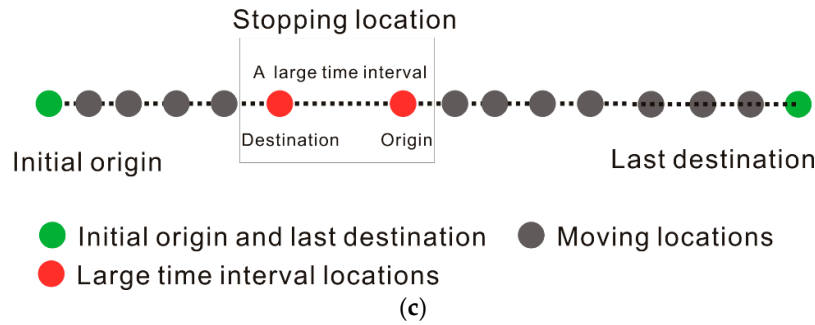 Stopping location
A large time interval
Destination
Origin
Initial origin
Last destination
Initial origin and last destination
Moving locations
Large time interval locations
(c)